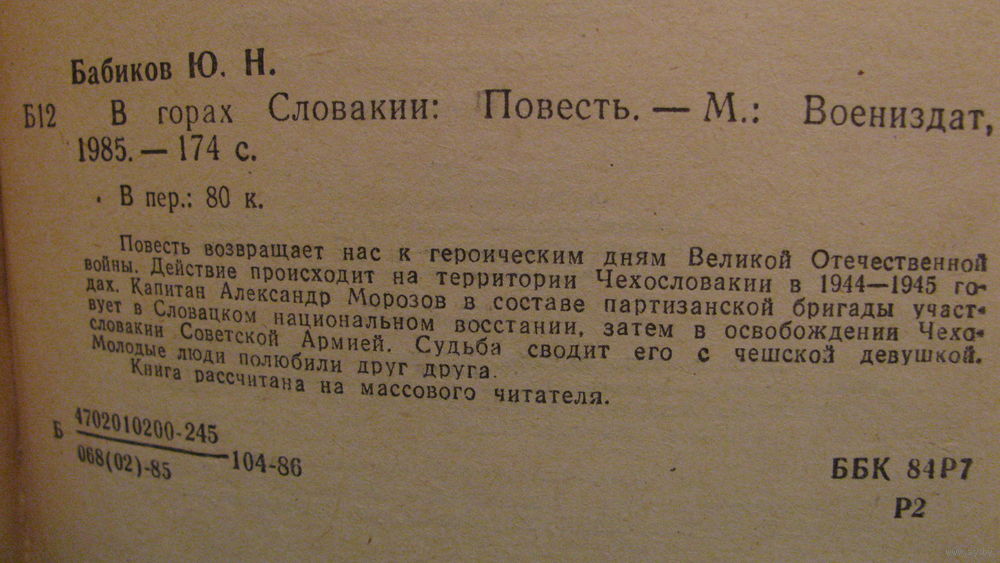 Бабиков Ю. Н.
Б12 В горах Словакии: Повесть. — М.: Воениздат,
1985. — 174 с.
В пер.: 80 к.
Повесть возвращает нас к героическим дням Великой Отечественной
войны. Действие происходит на территории Чехословакии в 1944—1945 го-
дах. Капитан Александр Морозов в составе партизанской бригады участ-
вует в Словацком национальном восстании, затем в освобождении Чехо-
словакии Советской Армией. Судьба сводит его с чешской девушкой.
Молодые люди полюбили друг друга.
Книга рассчитана на массового читателя.
Б 4702010200-245
068(02)-85 104-86
ББК 84Р7
Р2